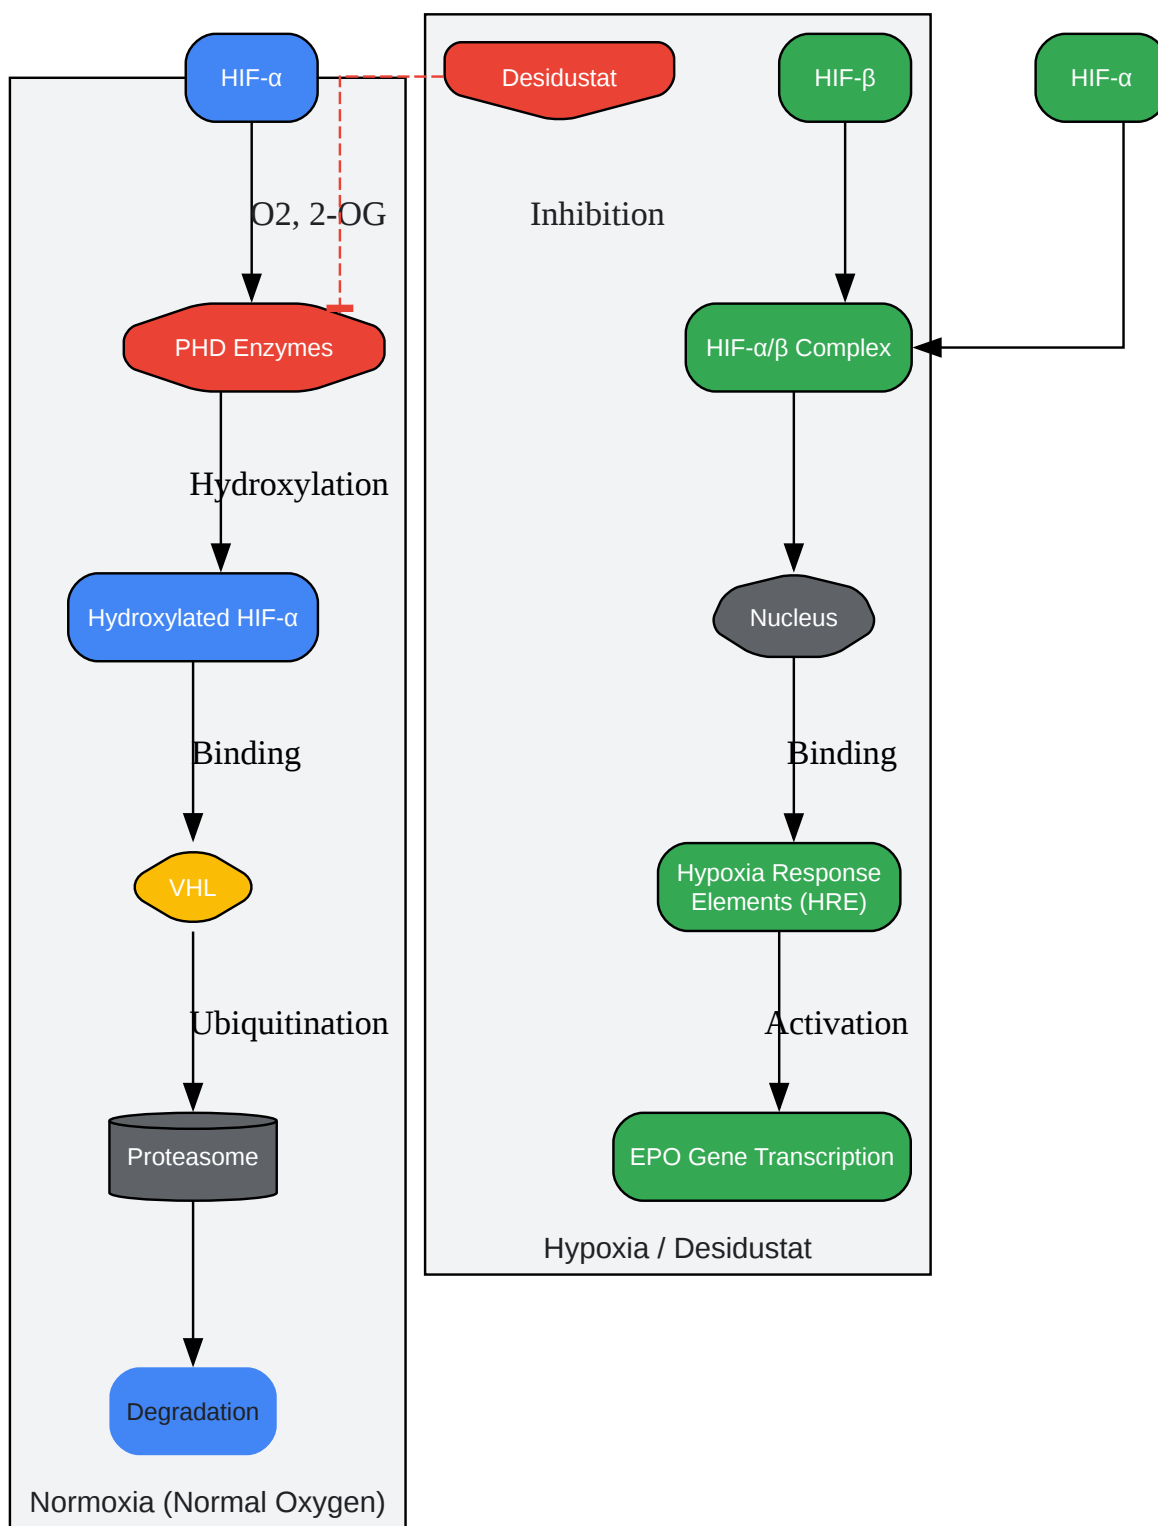 HIF-α
O2, 2-OG
PHD Enzymes
Hydroxylation
Hydroxylated HIF-α
Binding
VHL
Ubiquitination
Proteasome
Degradation
Normoxia (Normal Oxygen)
Desidustat
Inhibition
HIF-β
HIF-α
HIF-α/β Complex
Nucleus
Binding
Hypoxia Response
Elements (HRE)
Activation
EPO Gene Transcription
Hypoxia / Desidustat